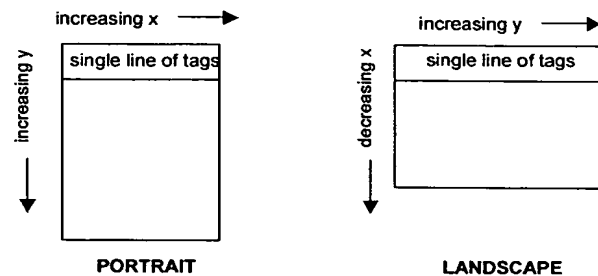 increasing x
increasing y
single line of tags
PORTRAIT
increasing y
decreasing x
single line of tags
LANDSCAPE